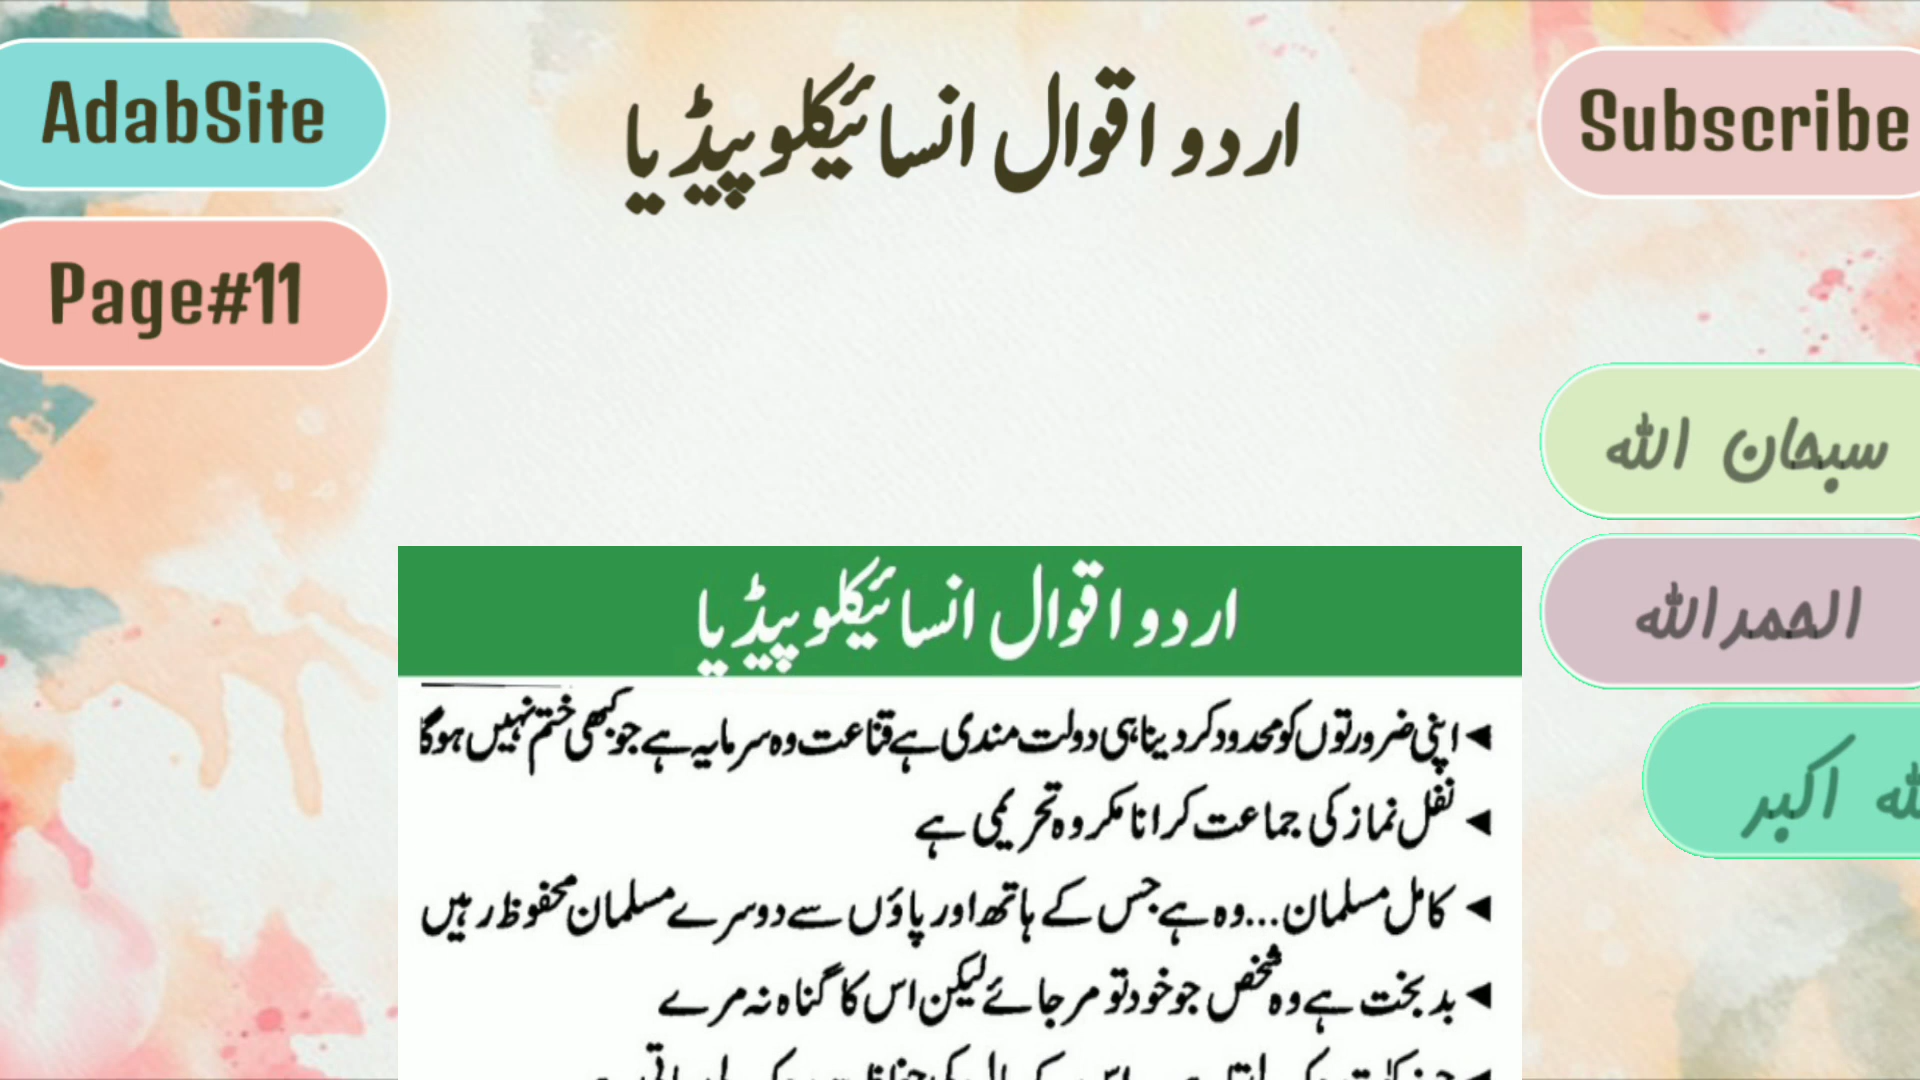 AdabSite
اردو اقوال انسائیکلوپیڈیا
Subscribe
Page#11
سبحان الله
الحمدالله
لله اکبر
اردو اقوال انسائیکلوپیڈیا
◄ اپنی ضرورتوں کو محدود کر دینا ہی دولت مندی ہے قناعت وہ سرمایہ ہے جو کبھی ختم نہیں ہوگا
◄ نفل نماز کی جماعت کرانا مکروہ تحریمی ہے
◄ کامل مسلمان...وہ ہے جس کے ہاتھ اور پاؤں سے دوسرے مسلمان محفوظ رہیں
◄ بد بخت ہے وہ شخص جو خود تو مر جائے لیکن اس کا گناہ نہ مرے